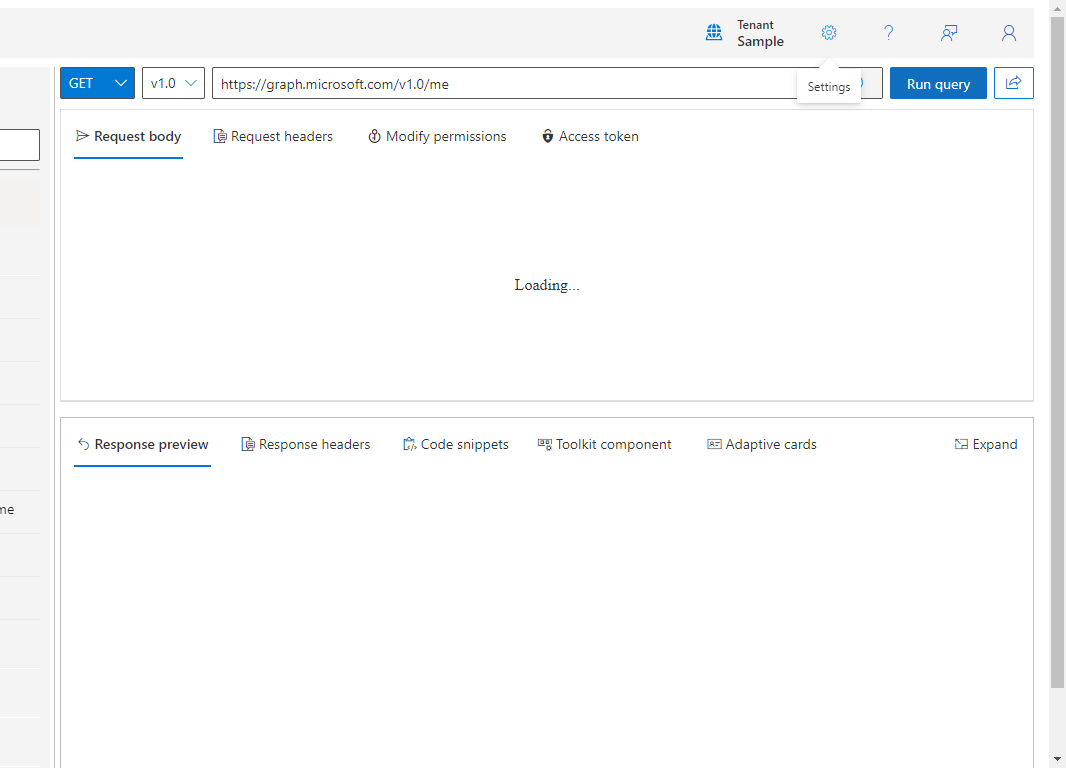 Tenant
Sample
?
GET
v1.0
https://graph.microsoft.com/v1.0/me
Settings
Run query
Request body
Request headers
Modify permissions
Access token
Loading...
Response preview
Response headers
Code snippets
Toolkit component
Adaptive cards
Expand
me